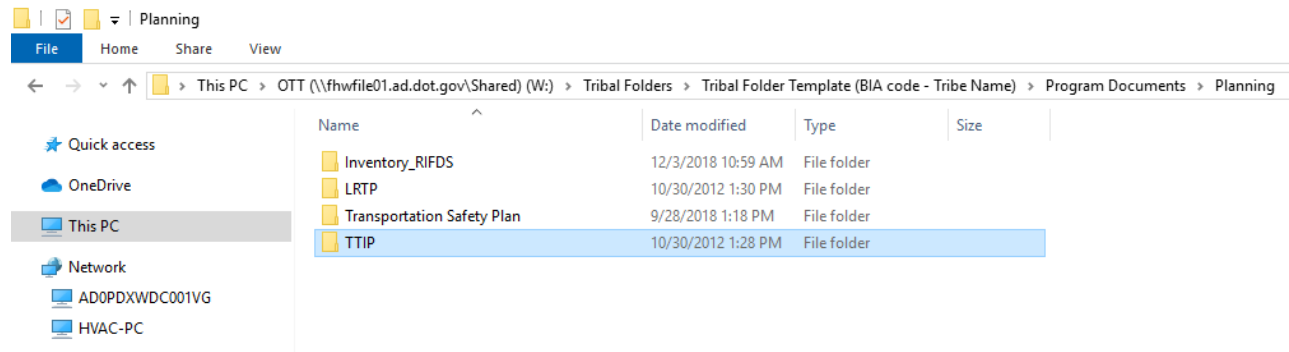 Planning
File Home Share View
This PC > OTT (\\fhwfile01.ad.dot.gov\Shared) (W:) > Tribal Folders > Tribal Folder Template (BIA code - Tribe Name) > Program Documents > Planning
Name Date modified Type Size
Quick access
Inventory_RIFDS 12/3/2018 10:59 AM File folder
OneDrive
LRTP 10/30/2012 1:30 PM File folder
Transportation Safety Plan 9/28/2018 1:18 PM File folder
This PC
TTIP 10/30/2012 1:28 PM File folder
Network
AD0PDXWDC001VG
HVAC-PC